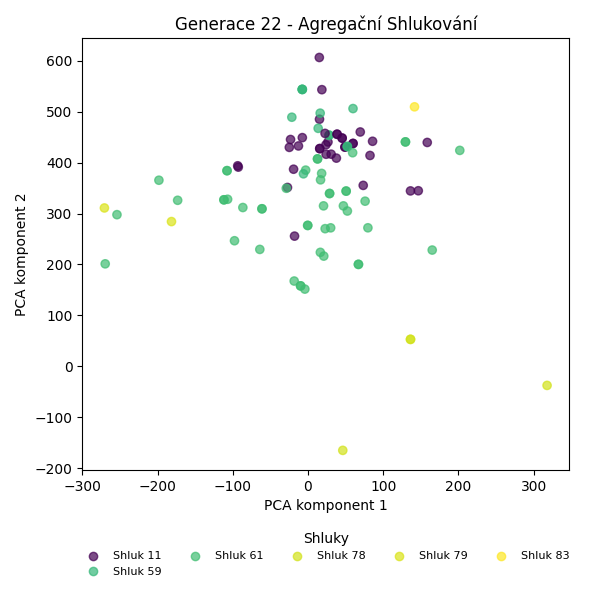 Generace 22 - Agregační Shlukování
PCA komponent 2
600
500
400
300
200
100
0
−100
−200
−300
−200
−100
0
100
200
300
PCA komponent 1
Shluky
Shluk 11
Shluk 61
Shluk 78
Shluk 79
Shluk 83
Shluk 59